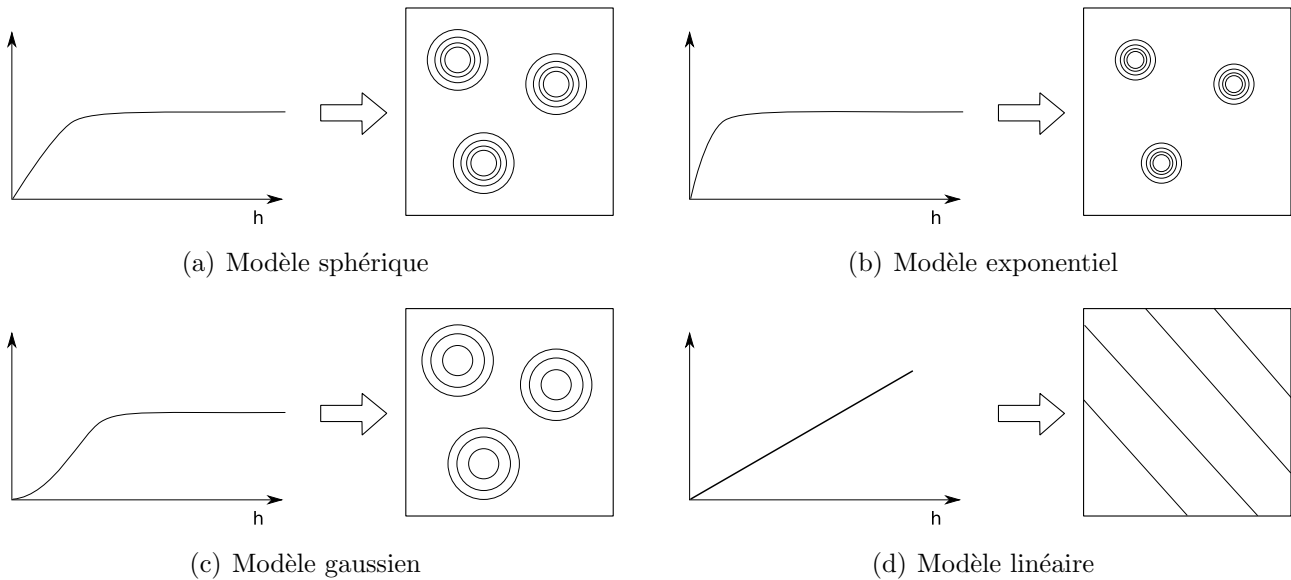 h
h
(a) Modèle sphérique
(b) Modèle exponentiel
h
h
(c) Modèle gaussien
(d) Modèle linéaire